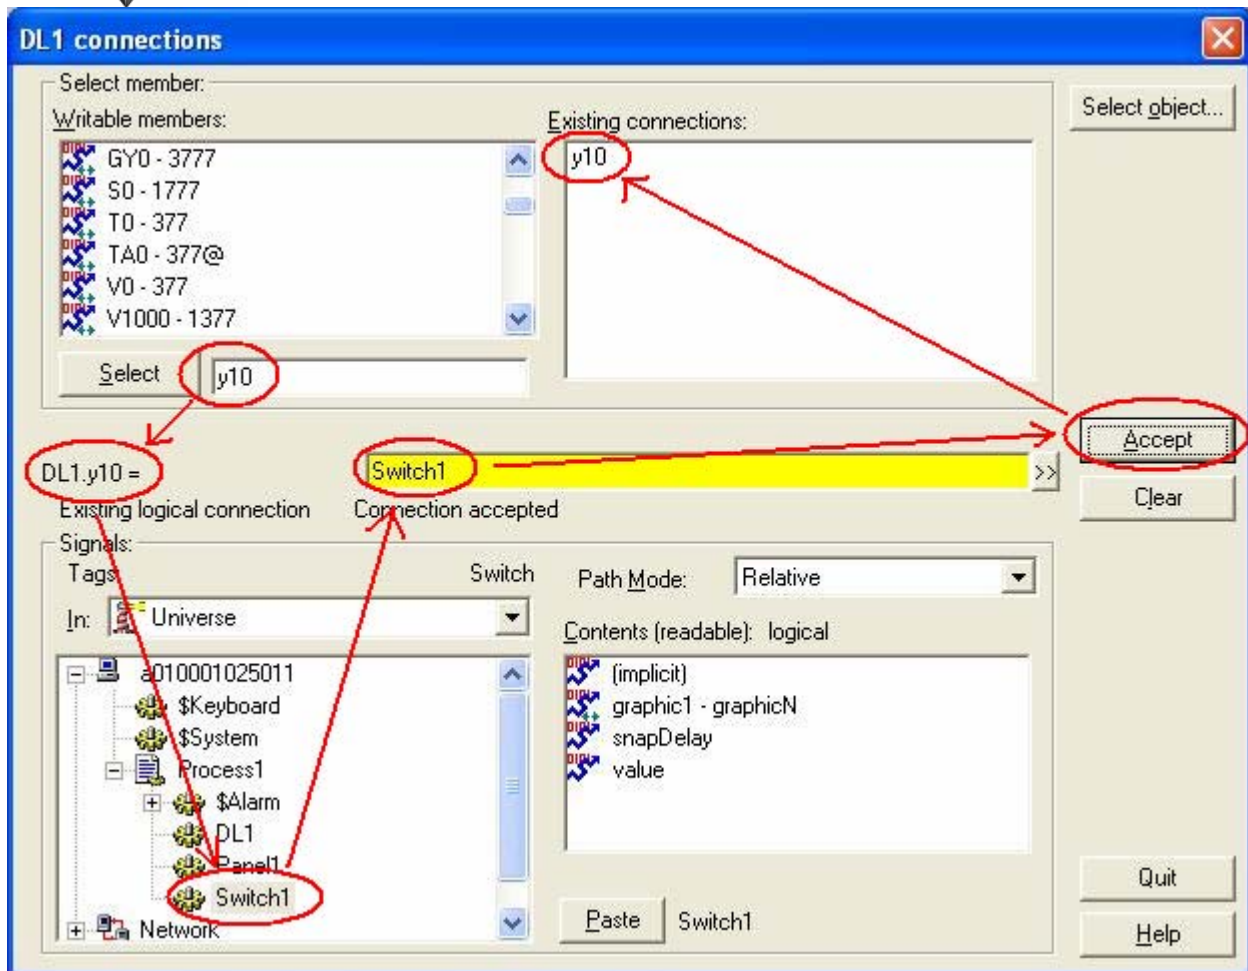 DL1 connections
Select member:
Writable members:
GY0 - 3777
S0 - 1777
T0 - 377
TA0 - 377@
V0 - 377
V1000 - 1377
Select
y10
Existing connections:
y10
Select object...
DL1.y10 =
Switch1
>>
Accept
Existing logical connection
Connection accepted
Clear
Signals:
Tags:
Switch
In:
Universe
a010001025011
$Keyboard
$System
Process1
$Alarm
DL1
Panel1
Switch1
Network
Path Mode:
Relative
Contents (readable): logical
(implicit)
graphic1 - graphicN
snapDelay
value
Paste
Switch1
Quit
Help